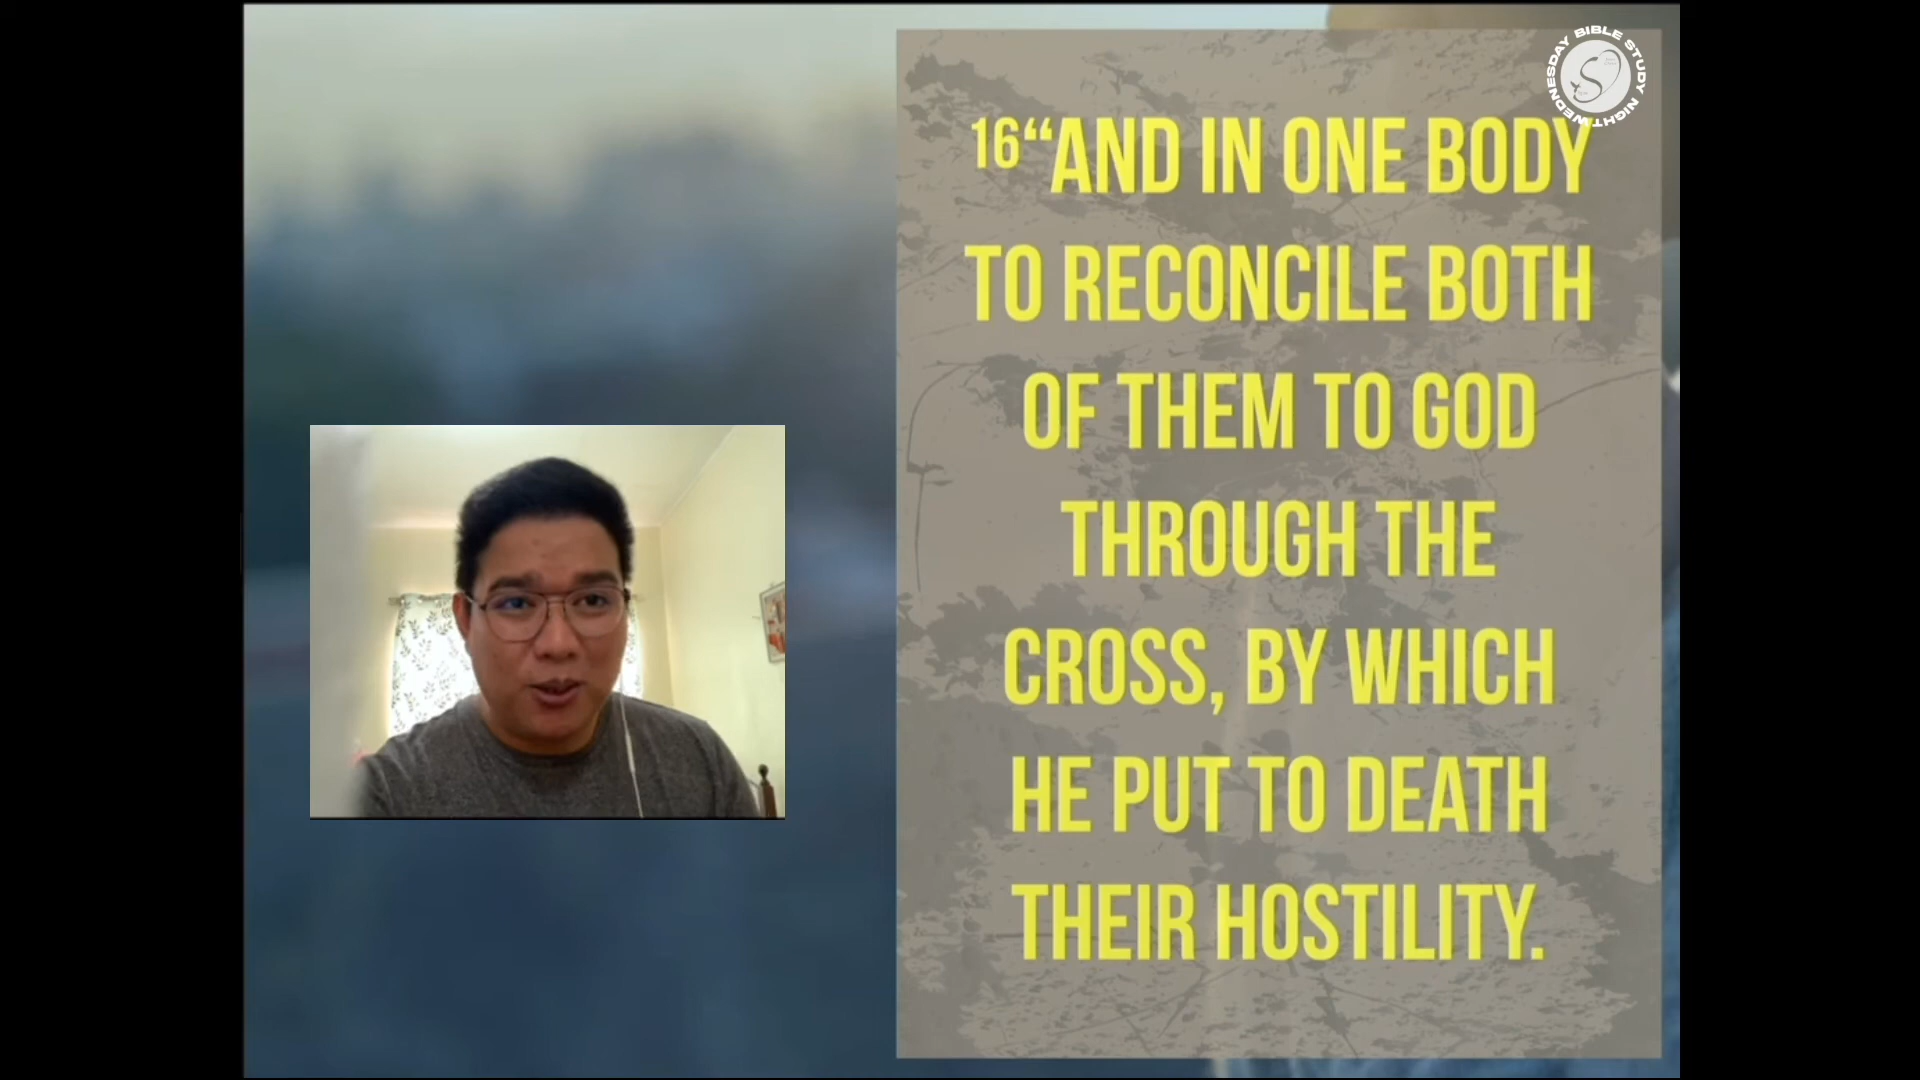 WEDNESDAY BIBLE STUDY NIGHT
16“AND IN ONE BODY
TO RECONCILE BOTH
OF THEM TO GOD
THROUGH THE
CROSS, BY WHICH
HE PUT TO DEATH
THEIR HOSTILITY.